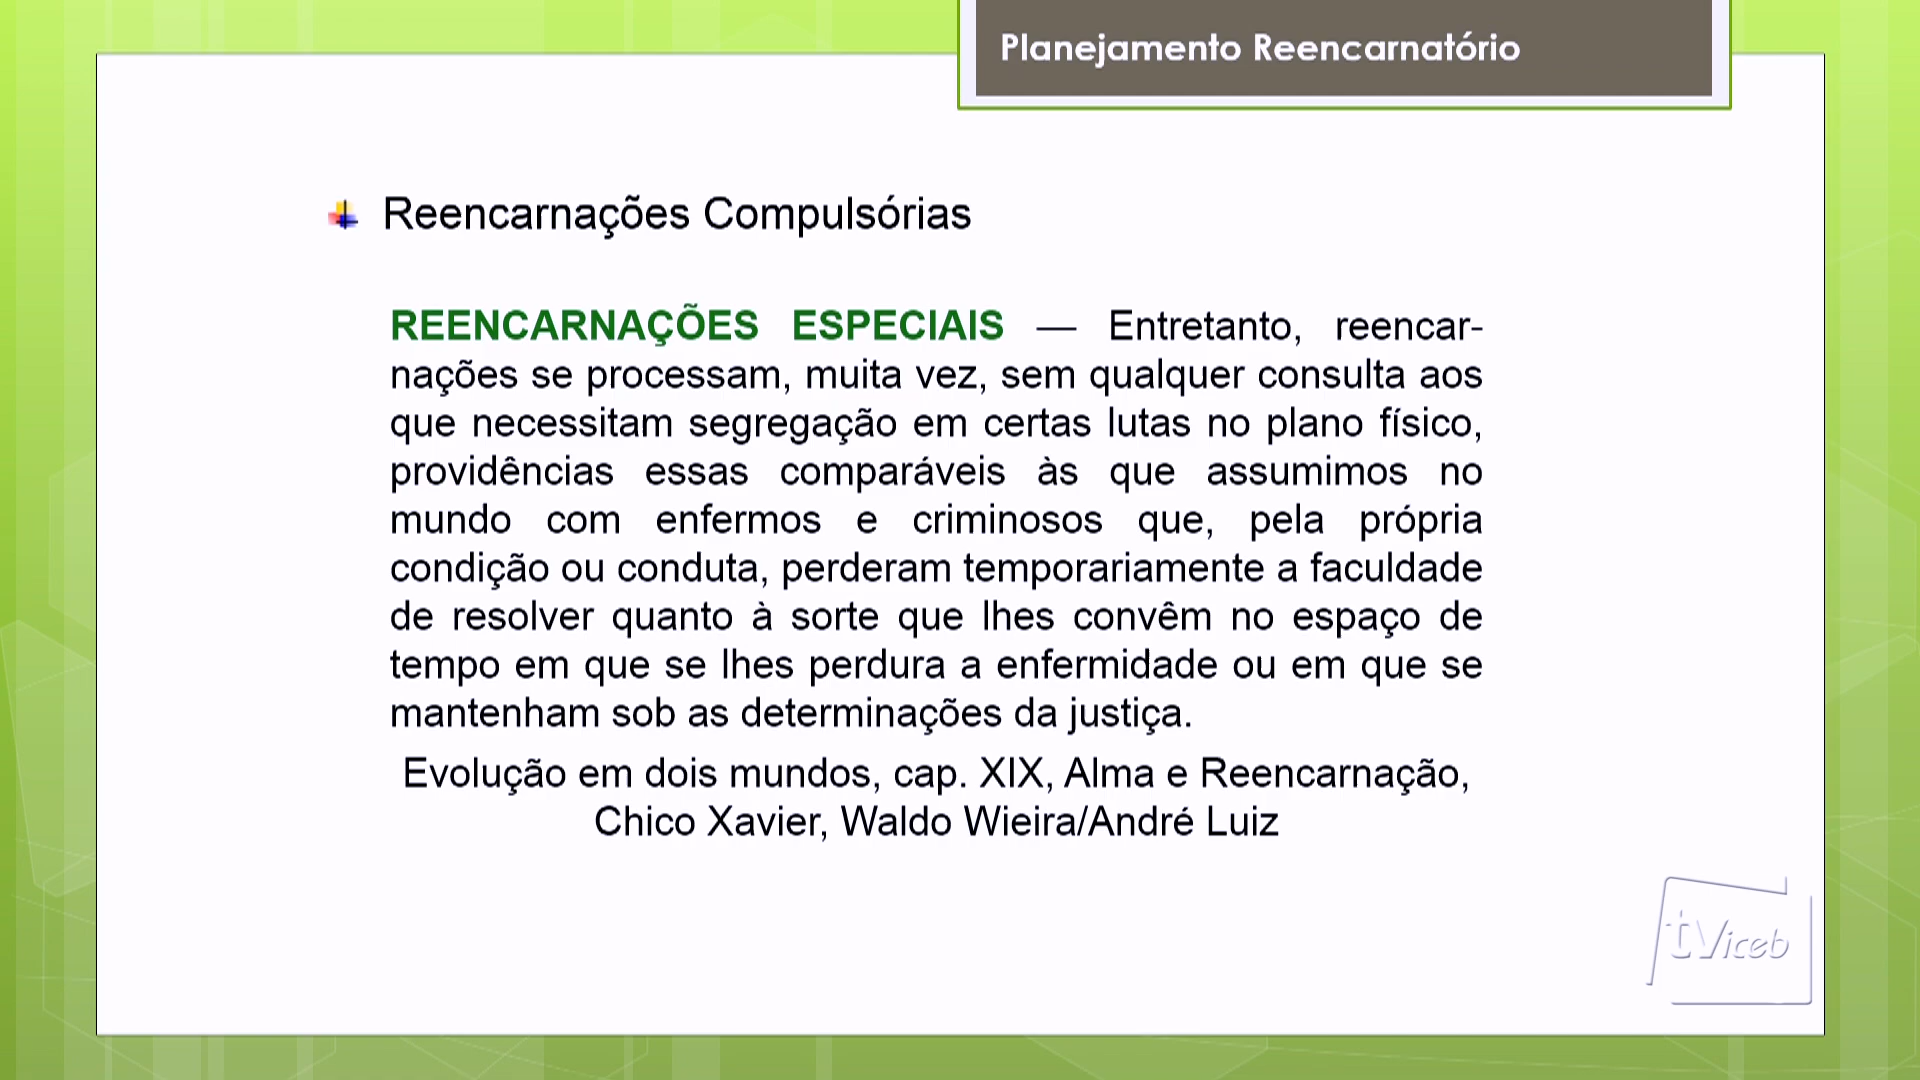 Planejamento Reencarnatório
Reencarnações Compulsórias
REENCARNAÇÕES ESPECIAIS — Entretanto, reencar-
nações se processam, muita vez, sem qualquer consulta aos
que necessitam segregação em certas lutas no plano físico,
providências essas comparáveis às que assumimos no
mundo com enfermos e criminosos que, pela própria
condição ou conduta, perderam temporariamente a faculdade
de resolver quanto à sorte que lhes convêm no espaço de
tempo em que se lhes perdura a enfermidade ou em que se
mantenham sob as determinações da justiça.
Evolução em dois mundos, cap. XIX, Alma e Reencarnação,
Chico Xavier, Waldo Wieira/André Luiz
tViceb